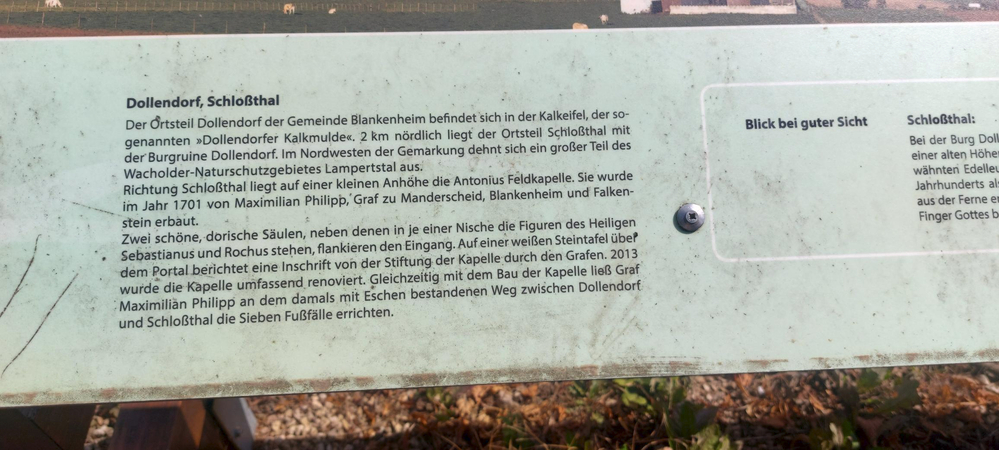 Dollendorf, Schloßthal
Der Ortsteil Dollendorf der Gemeinde Blankenheim befindet sich in der Kalkeifel, der so-
genannten »Dollendorfer Kalkmulde«. 2 km nördlich liegt der Ortsteil Schloßthal mit
der Burgruine Dollendorf. Im Nordwesten der Gemarkung dehnt sich ein großer Teil des
Wacholder-Naturschutzgebietes Lampertstal aus.
Richtung Schloßthal liegt auf einer kleinen Anhöhe die Antonius Feldkapelle. Sie wurde
im Jahr 1701 von Maximilian Philipp, Graf zu Manderscheid, Blankenheim und Falken-
stein erbaut.
Zwei schöne, dorische Säulen, neben denen in je einer Nische die Figuren des Heiligen
Sebastianus und Rochus stehen, flankieren den Eingang. Auf einer weißen Steintafel über
dem Portal berichtet eine Inschrift von der Stiftung der Kapelle durch den Grafen. 2013
wurde die Kapelle umfassend renoviert. Gleichzeitig mit dem Bau der Kapelle ließ Graf
Maximilian Philipp an dem damals mit Eschen bestandenen Weg zwischen Dollendorf
und Schloßthal die Sieben Fußfälle errichten.
Blick bei guter Sicht
Schloßthal:
Bei der Burg Doll
einer alten Höhe
wähnten Edelleu
Jahrhunderts al
aus der Ferne e
Finger Gottes b